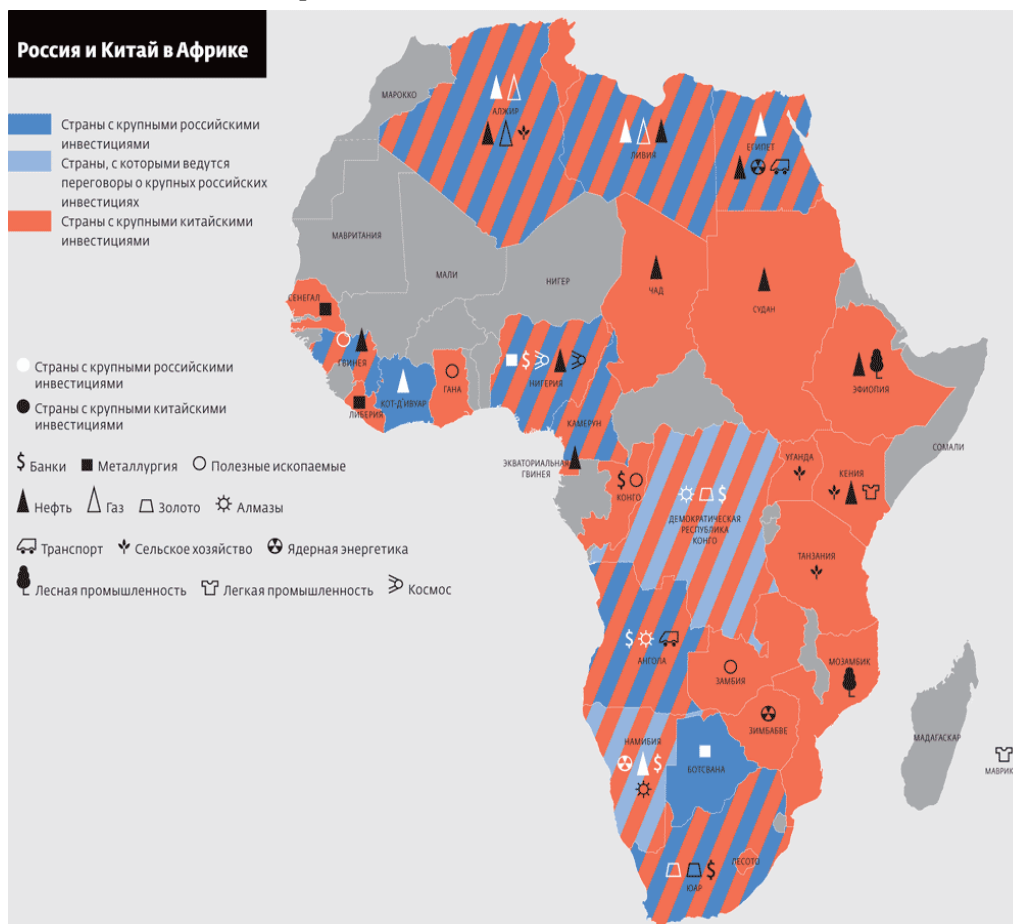 Россия и Китай в Африке
Страны с крупными российскими
инвестициями
Страны, с которыми ведутся
переговоры о крупных российских
инвестициях
Страны с крупными китайскими
инвестициями
Страны с крупными российскими
инвестициями
Страны с крупными китайскими
инвестициями
$ Банки
Металлургия
Полезные ископаемые
Нефть
Газ
Золото
Алмазы
Транспорт
Сельское хозяйство
Ядерная энергетика
Лесная промышленность
Легкая промышленность
Космос
МАРОККО
АЛЖИР
ЛИВИЯ
ЕГИПЕТ
МАВРИТАНИЯ
МАЛИ
НИГЕР
ЧАД
СУДАН
СЕНЕГАЛ
ГВИНЕЯ
ЛИБЕРИЯ
КОТ-Д'ИВУАР
ГАНА
$
НИГЕРИЯ
КАМЕРУН
ЭФИОПИЯ
СОМАЛИ
ЭКВАТОРИАЛЬНАЯ
ГВИНЕЯ
$
КОНГО
$
ДЕМОКРАТИЧЕСКАЯ
РЕСПУБЛИКА
КОНГО
УГАНДА
КЕНИЯ
ТАНЗАНИЯ
$
АНГОЛА
ЗАМБИЯ
МОЗАМБИК
ЗИМБАБВЕ
НАМИБИЯ
$
БОТСВАНА
МАДАГАСКАР
МАВРИК
ЛЕСОТО
$
ЮАР